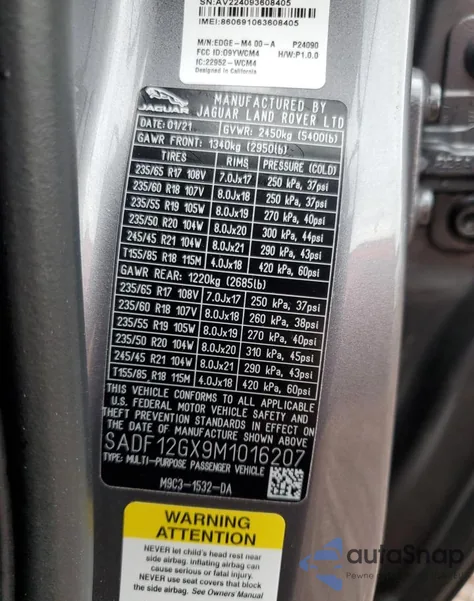 SN:AV224093608405
IMEI:860691063608405
M/N:EDGE-M4 00-A P24090
FCC ID:O9YWCM4 H/W:P1.0.0
IC:22952-WCM4
Designed in California
JAGUAR
MANUFACTURED BY
JAGUAR LAND ROVER LTD
DATE: 01/21 GVWR: 2450kg (5400lb)
GAWR FRONT: 1340kg (2950lb)
TIRES RIMS PRESSURE (COLD)
235/65 R17 108V 7.0Jx17 250 kPa, 37psi
235/60 R18 107V 8.0Jx18 250 kPa, 37psi
235/55 R19 105W 8.0Jx19 270 kPa, 40psi
235/50 R20 104W 8.0Jx20 300 kPa, 44psi
245/45 R21 104W 8.0Jx21 290 kPa, 43psi
T155/85 R18 115M 4.0Jx18 420 kPa, 60psi
GAWR REAR: 1220kg (2685lb)
235/65 R17 108V 7.0Jx17 250 kPa, 37psi
235/60 R18 107V 8.0Jx18 260 kPa, 38psi
235/55 R19 105W 8.0Jx19 270 kPa, 40psi
235/50 R20 104W 8.0Jx20 310 kPa, 45psi
245/45 R21 104W 8.0Jx21 290 kPa, 43psi
T155/85 R18 115M 4.0Jx18 420 kPa, 60psi
THIS VEHICLE CONFORMS TO ALL APPLICABLE
U.S. FEDERAL MOTOR VEHICLE SAFETY AND
THEFT PREVENTION STANDARDS IN EFFECT ON
THE DATE OF MANUFACTURE SHOWN ABOVE
SADF12GX9M1016207
TYPE: MULTI-PURPOSE PASSENGER VEHICLE
M9C3-1532-DA
WARNING
AVERTISSEMENT
NEVER let child's head rest near
side airbag. Inflating airbag can
cause serious or fatal injury.
NEVER use seat covers that block
the side airbag. See Owners Manual
autoSnap